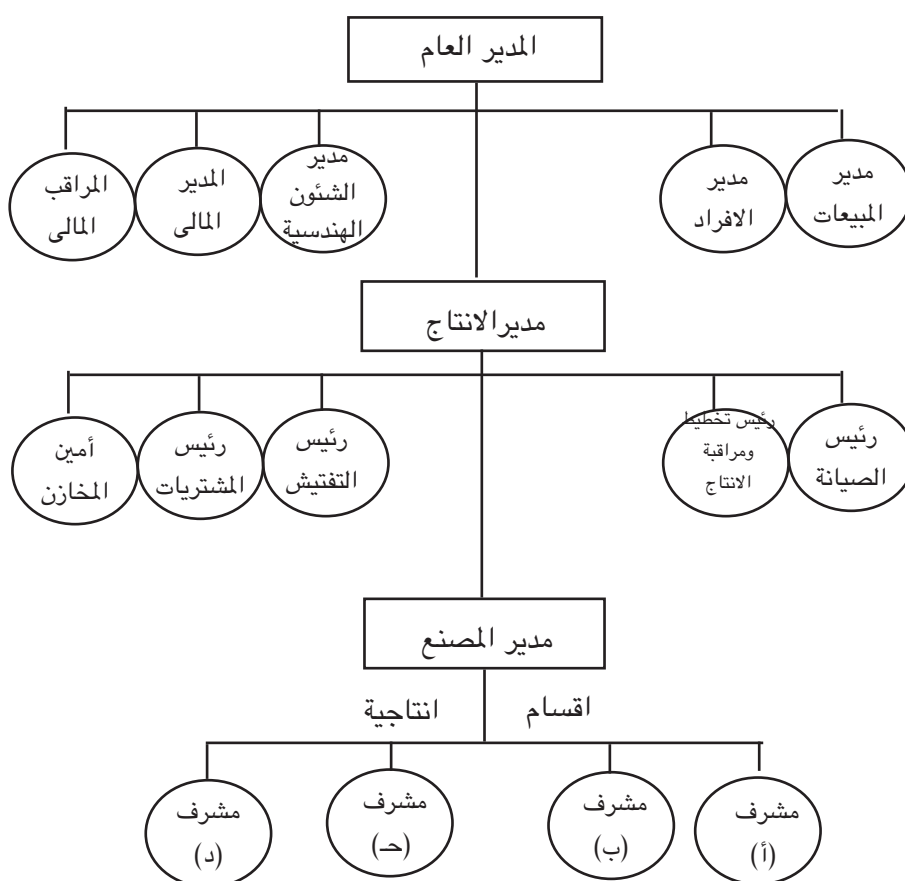 المدير العام
مدير
المبيعات
مدير
الافراد
مدير
الشئون
الهندسية
المدير
المالى
المراقب
المالى
مديرالانتاج
رئيس
الصيانة
رئيس تخطيط
ومراقبة
الانتاج
رئيس
التفتيش
رئيس
المشتريات
أمين
المخازن
مدير المصنع
اقسام انتاجية
مشرف
(أ)
مشرف
(ب)
مشرف
(حـ)
مشرف
(د)